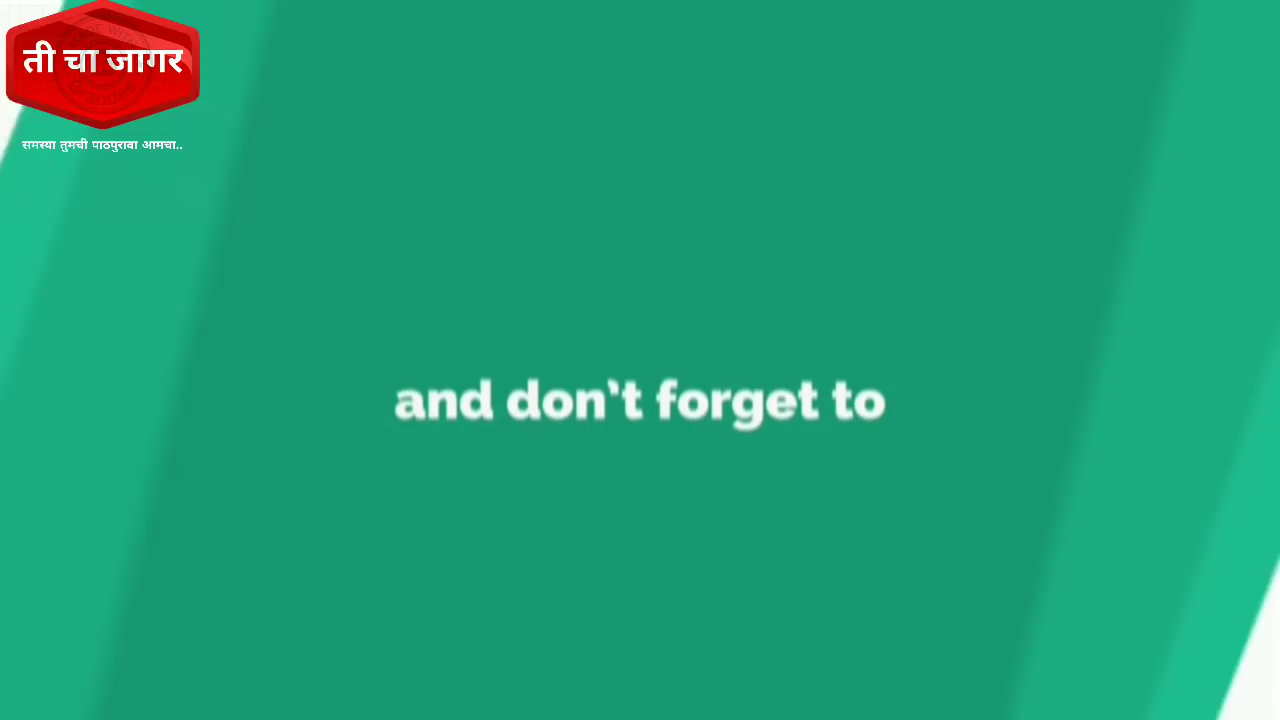 ती चा जागर
समस्या तुमची पाठपुरावा आमचा..
and don't forget to